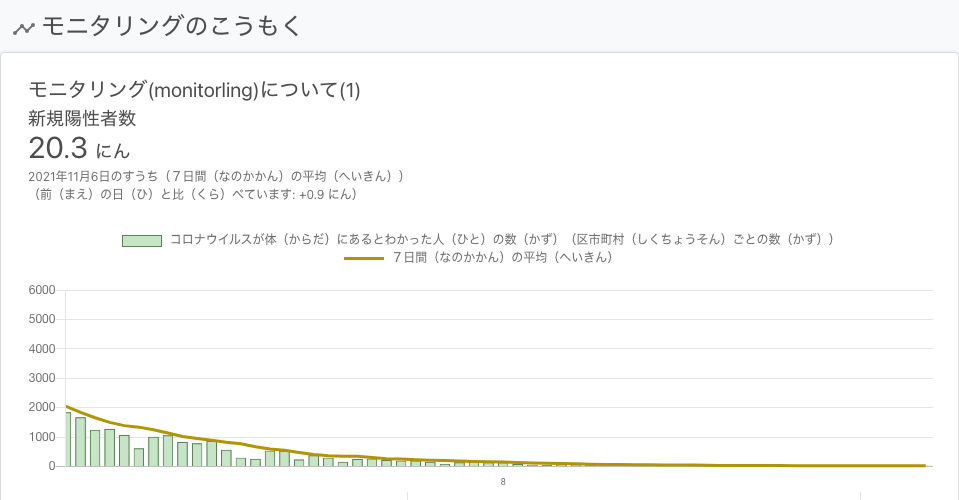 モニタリングのこうもく
モニタリング(monitorling)について(1)
新規陽性者数
20.3 にん
2021年11月6日のすうち（７日間（なのかかん）の平均（へいきん））
（前（まえ）の日（ひ）と比（くら）べています: +0.9 にん）
コロナウイルスが体（からだ）にあるとわかった人（ひと）の数（かず）（区市町村（しくちょうそん）ごとの数（かず））
７日間（なのかかん）の平均（へいきん）
6000
5000
4000
3000
2000
1000
0
8